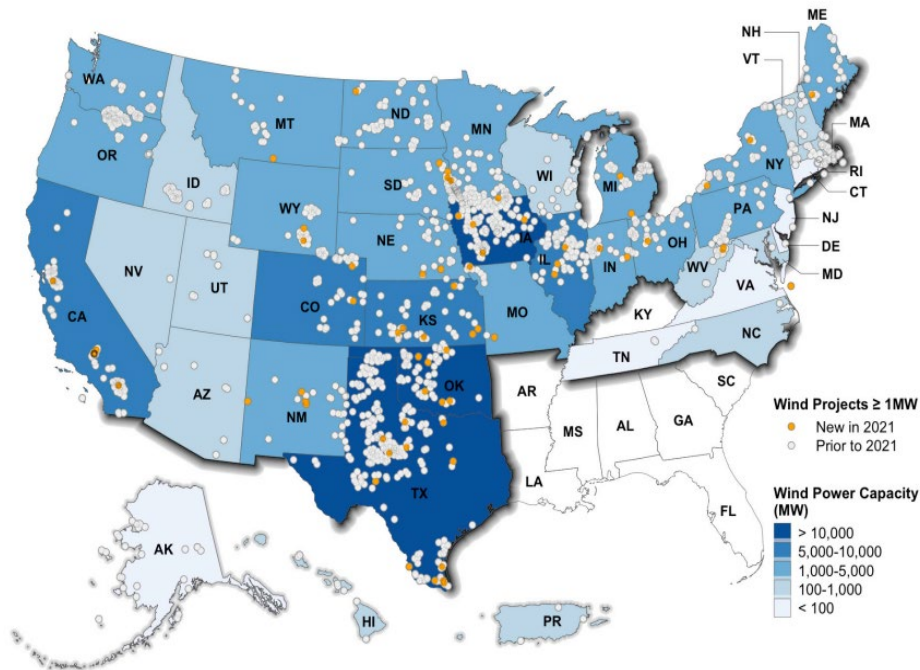 ME
NH
VT
WA
MT
ND
MN
MA
OR
ID
SD
WI
MI
NY
RI
CT
WY
PA
NJ
NE
IA
IL
IN
OH
DE
NV
UT
CO
WV
MD
VA
CA
KS
MO
KY
NC
TN
AZ
NM
OK
AR
SC
MS
AL
GA
TX
LA
FL
AK
HI
PR
Wind Projects ≥ 1MW
New in 2021
Prior to 2021
Wind Power Capacity
(MW)
> 10,000
5,000-10,000
1,000-5,000
100-1,000
< 100